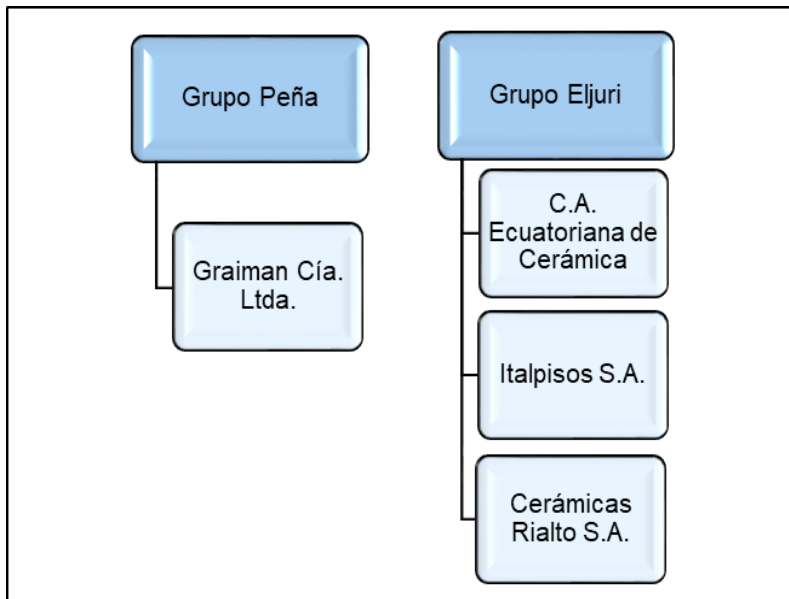 Grupo Peña
Graiman Cía.
Ltda.
Grupo Eljuri
C.A.
Ecuatoriana de
Cerámica
Italpisos S.A.
Cerámicas
Rialto S.A.